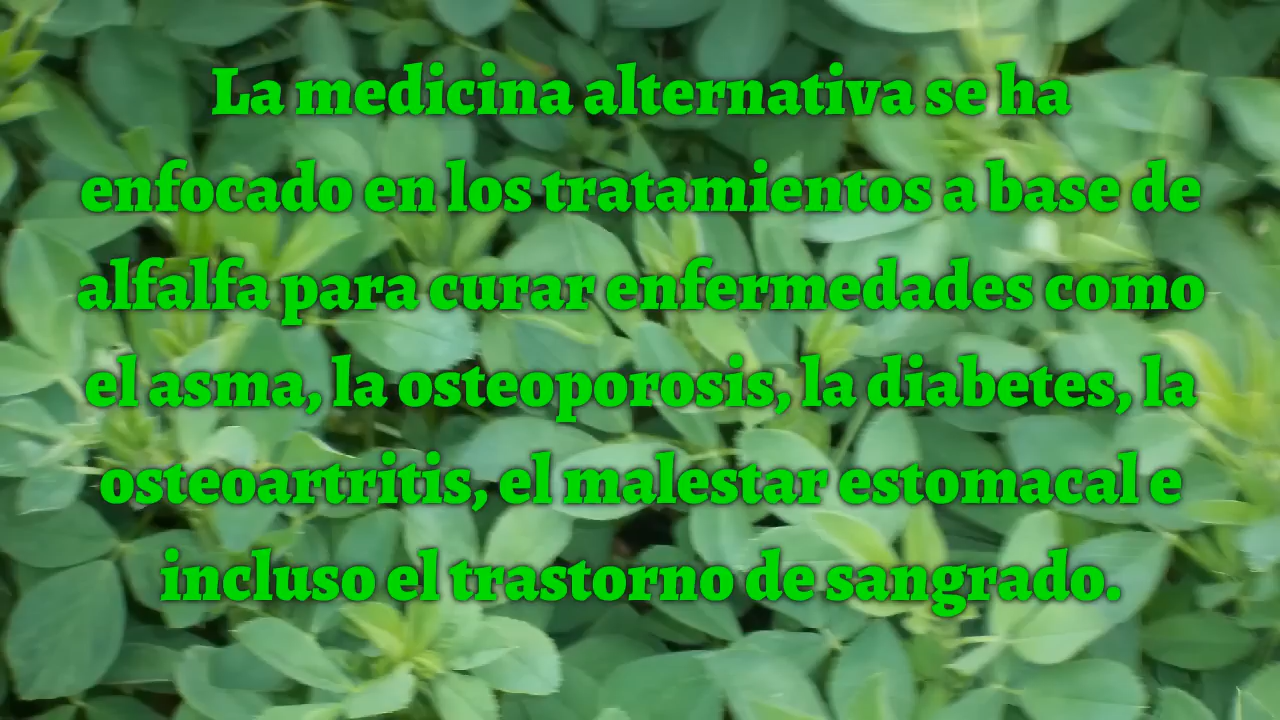 La medicina alternativa se ha
enfocado en los tratamientos a base de
alfalfa para curar enfermedades como
el asma, la osteoporosis, la diabetes, la
osteoartritis, el malestar estomacal e
incluso el trastorno de sangrado.